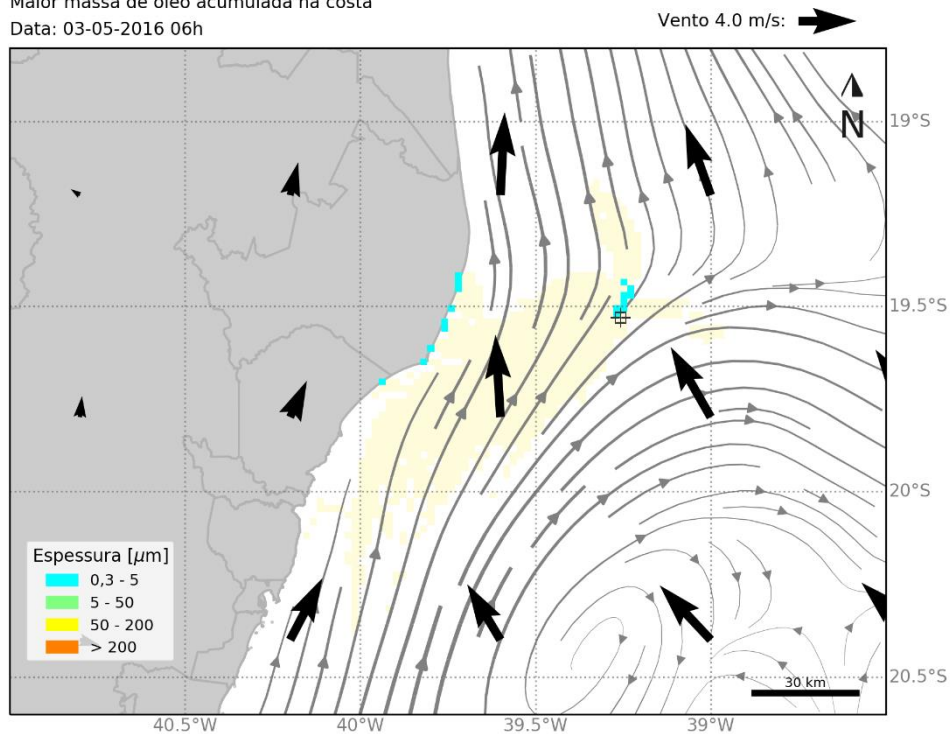 Maior massa de óleo acumulada na costa
Data: 03-05-2016 06h
Vento 4.0 m/s:
N
19°S
19.5°S
20°S
Espessura [μm]
0,3 - 5
5 - 50
50 - 200
> 200
30 km
20.5°S
40.5°W
40°W
39.5°W
39°W